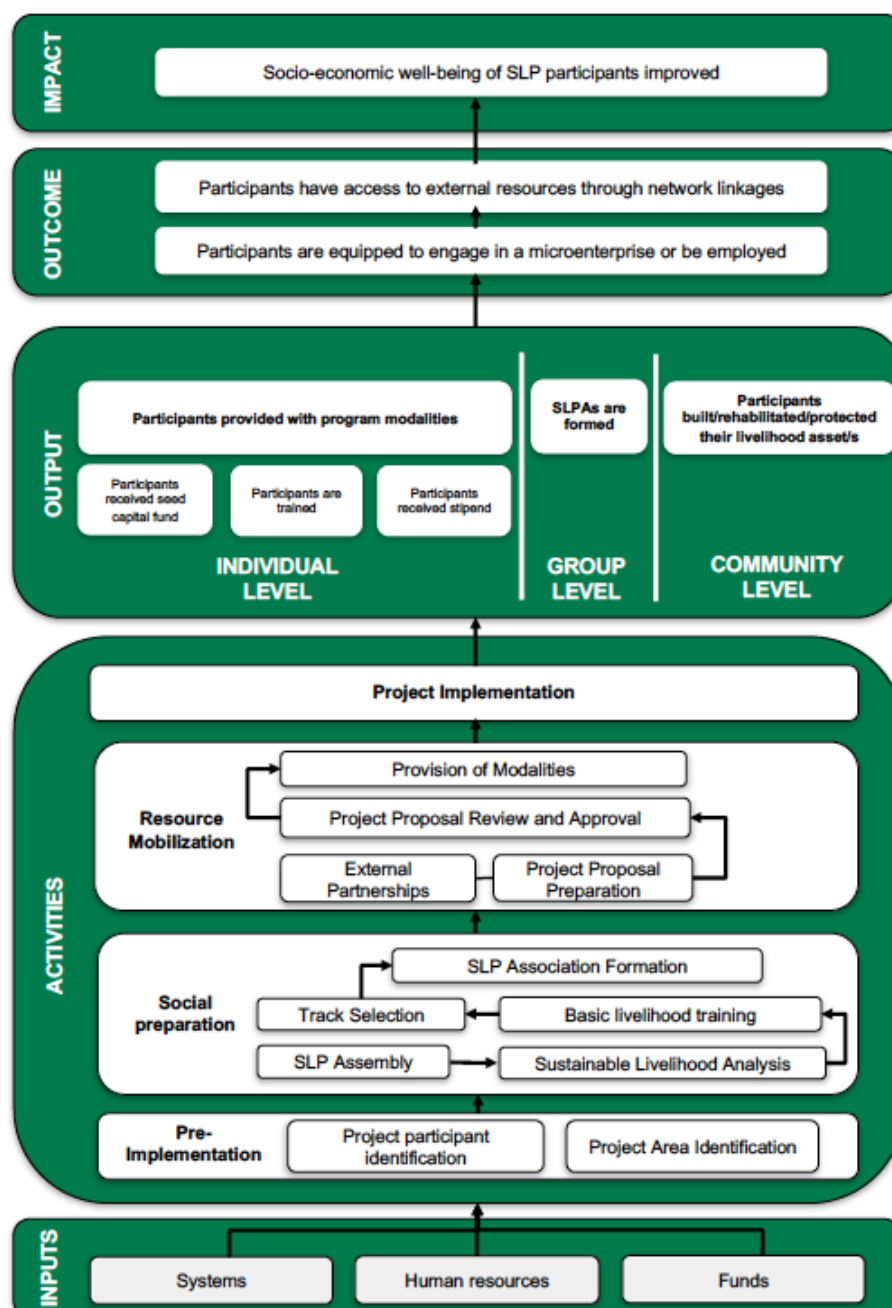 IMPACT
Socio-economic well-being of SLP participants improved
OUTCOME
Participants have access to external resources through network linkages
Participants are equipped to engage in a microenterprise or be employed
OUTPUT
Participants provided with program modalities
SLPAs are
formed
Participants
built/rehabilitated/protected
their livelihood asset/s
Participants
received seed
capital fund
Participants are
trained
Participants
received stipend
INDIVIDUAL
LEVEL
GROUP
LEVEL
COMMUNITY
LEVEL
ACTIVITIES
Project Implementation
Resource
Mobilization
Provision of Modalities
Project Proposal Review and Approval
External
Partnerships
Project Proposal
Preparation
Social
preparation
SLP Association Formation
Track Selection
Basic livelihood training
SLP Assembly
Sustainable Livelihood Analysis
Pre-
Implementation
Project participant
identification
Project Area Identification
INPUTS
Systems
Human resources
Funds